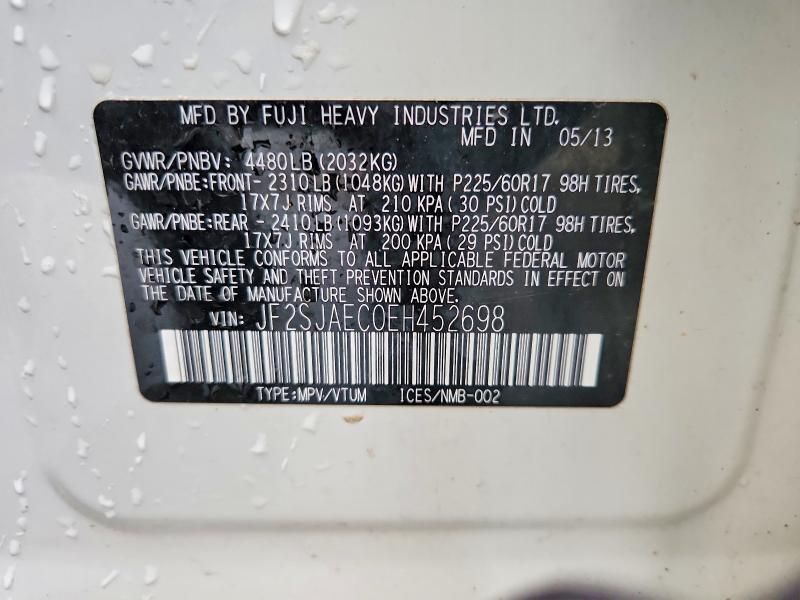 MFD BY FUJI HEAVY INDUSTRIES LTD.
MFD IN 05/13
GVWR/PNBV: 4480LB(2032KG)
GAWR/PNBE:FRONT- 2310LB(1048KG)WITH P225/60R17 98H TIRES,
17X7J RIMS AT 210 KPA(30 PSI)COLD
GAWR/PNBE:REAR - 2410LB(1093KG)WITH P225/60R17 98H TIRES,
17X7J RIMS AT 200 KPA(29 PSI)COLD
THIS VEHICLE CONFORMS TO ALL APPLICABLE FEDERAL MOTOR
VEHICLE SAFETY AND THEFT PREVENTION STANDARDS IN EFFECT ON
THE DATE OF MANUFACTURE SHOWN ABOVE.
VIN: JF2SJAEC0EH452698
TYPE:MPV/VTUM ICES/NMB-002